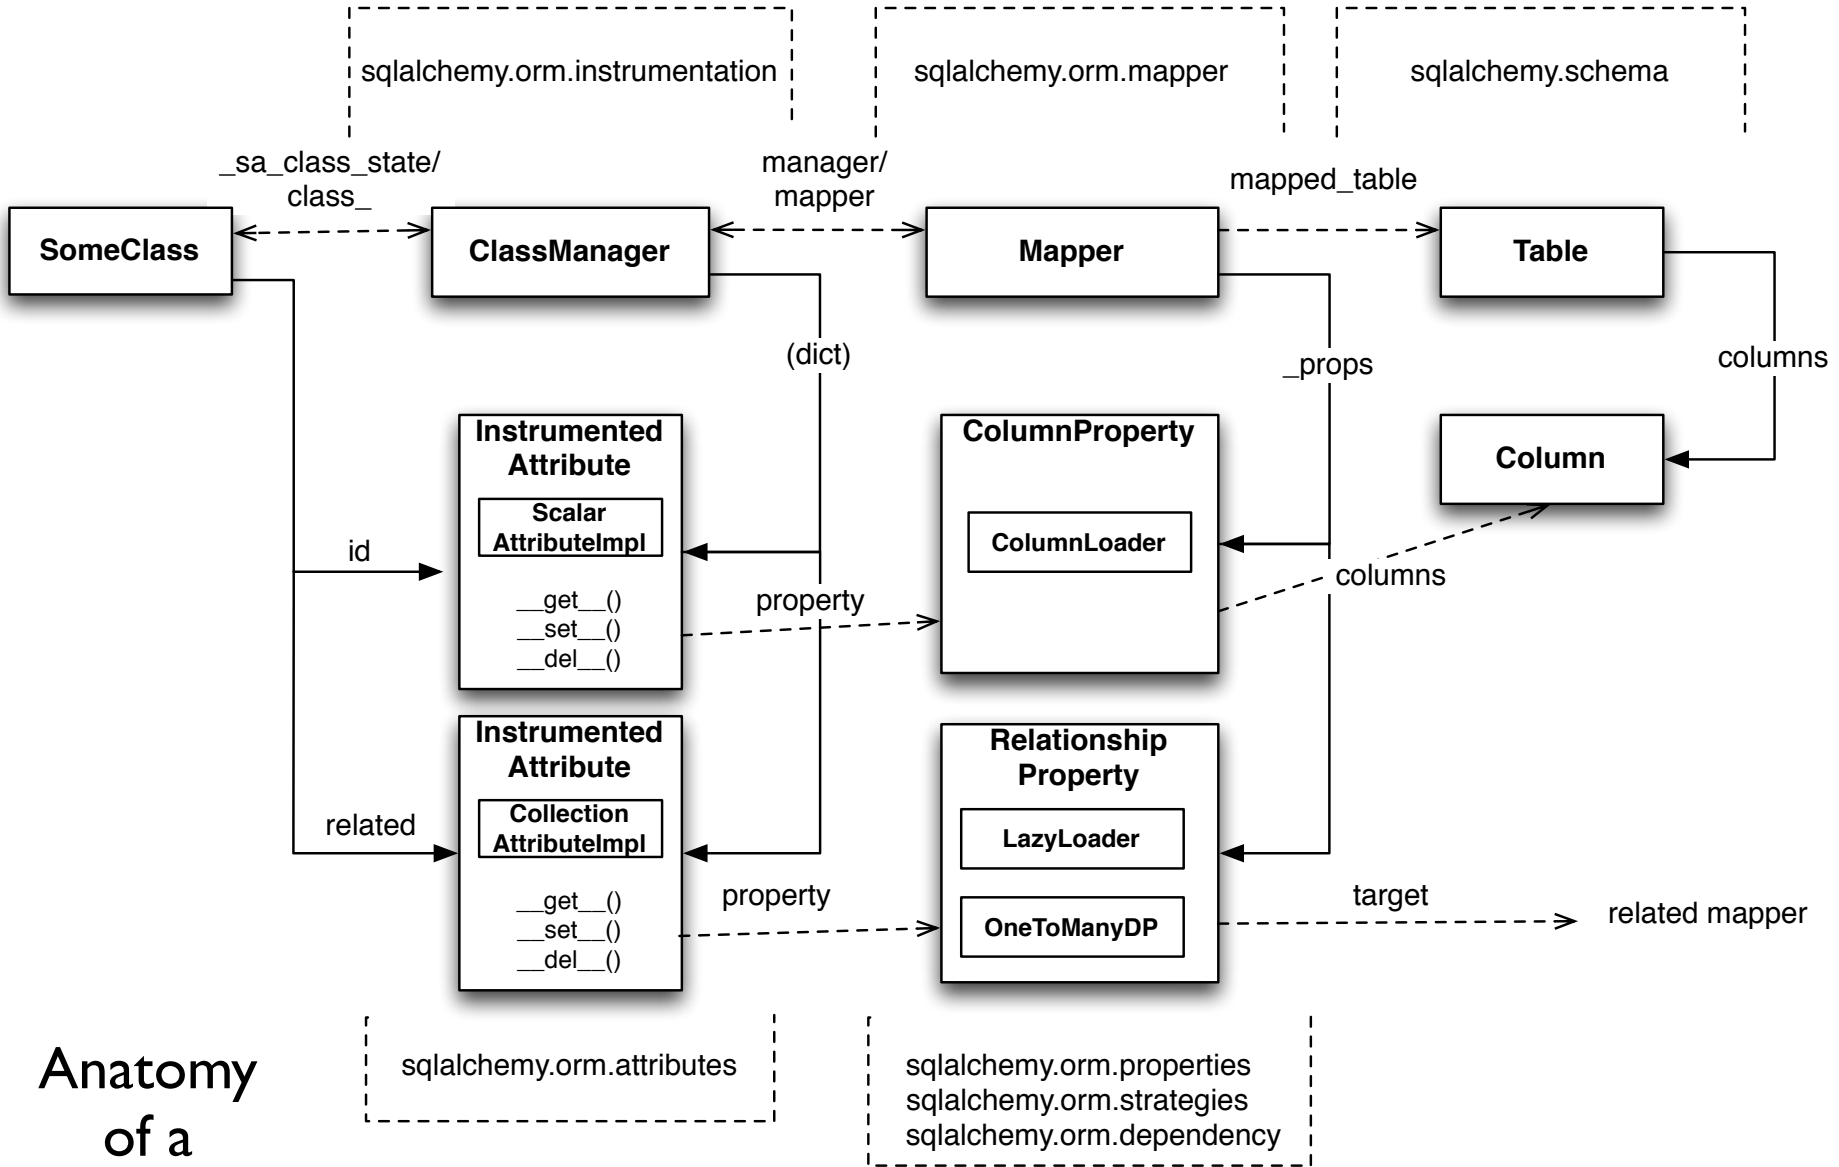 sqlalchemy.orm.instrumentation
sqlalchemy.orm.mapper
sqlalchemy.schema
_sa_class_state/
class_
manager/
mapper
mapped_table
SomeClass
ClassManager
Mapper
Table
(dict)
_props
columns
Instrumented
Attribute
Scalar
AttributeImpl
__get__()
__set__()
__del__()
id
property
ColumnProperty
ColumnLoader
Column
columns
Instrumented
Attribute
Collection
AttributeImpl
__get__()
__set__()
__del__()
related
property
Relationship
Property
LazyLoader
OneToManyDP
target
related mapper
Anatomy
of a
sqlalchemy.orm.attributes
sqlalchemy.orm.properties
sqlalchemy.orm.strategies
sqlalchemy.orm.dependency